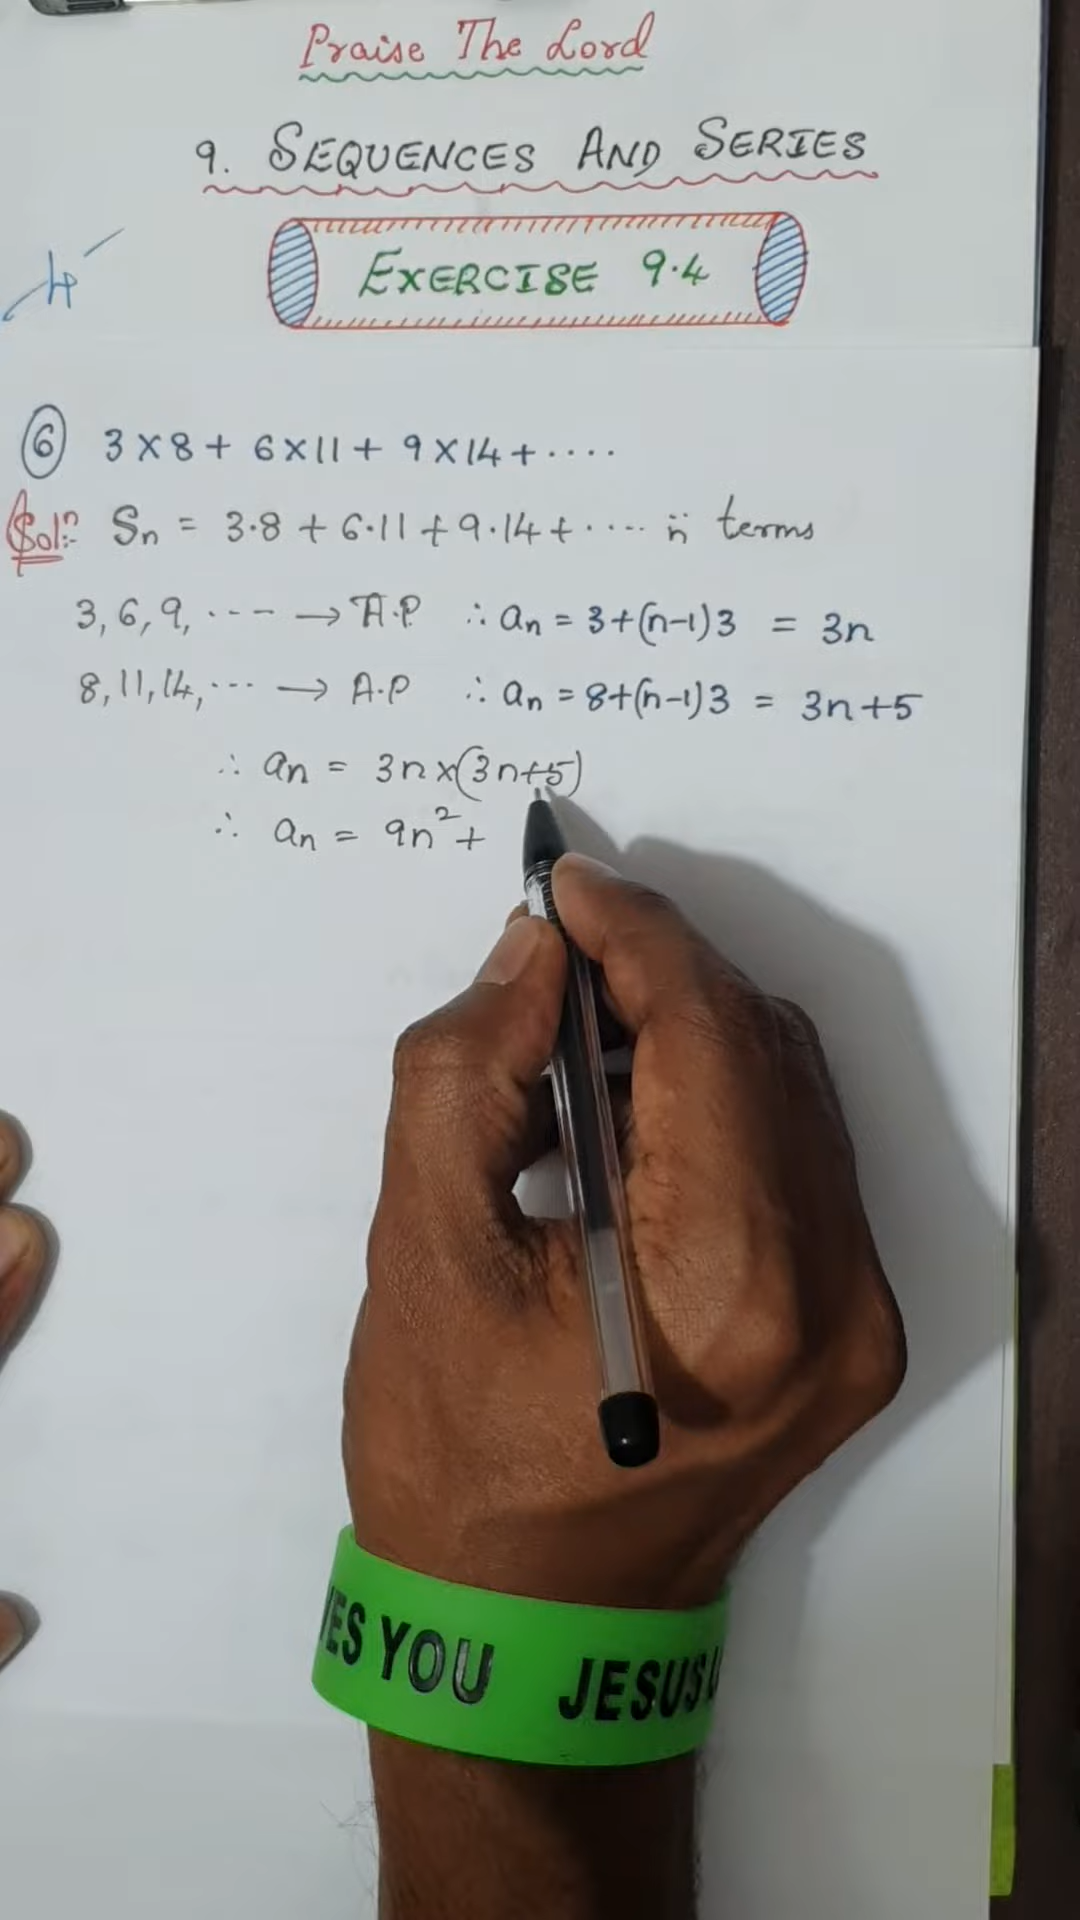 Praise The Lord
9. SEQUENCES AND SERIES
EXERCISE 9.4
⑥ 3×8 + 6×11 + 9×14 + ....
Sol:- Sn = 3·8 + 6·11 + 9·14 + ···· n terms
3, 6, 9, ---- → A.P ∴ an = 3+(n-1)3 = 3n
8, 11, 14, ... → A.P ∴ an = 8+(n-1)3 = 3n+5
∴ an = 3n×(3n+5)
∴ an = 9n² +
YOU JESUS